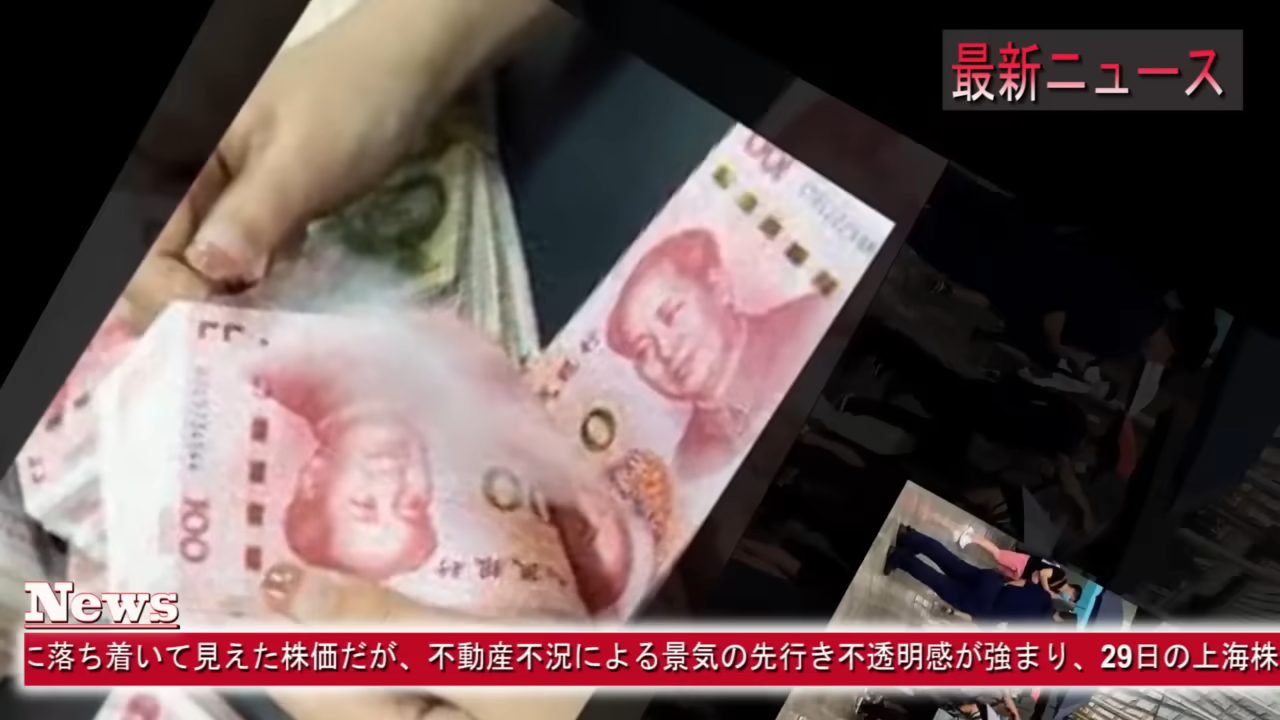 最新ニュース
100
100
News
に落ち着いて見えた株価だが、不動産不況による景気の先行き不透明感が強まり、29日の上海株